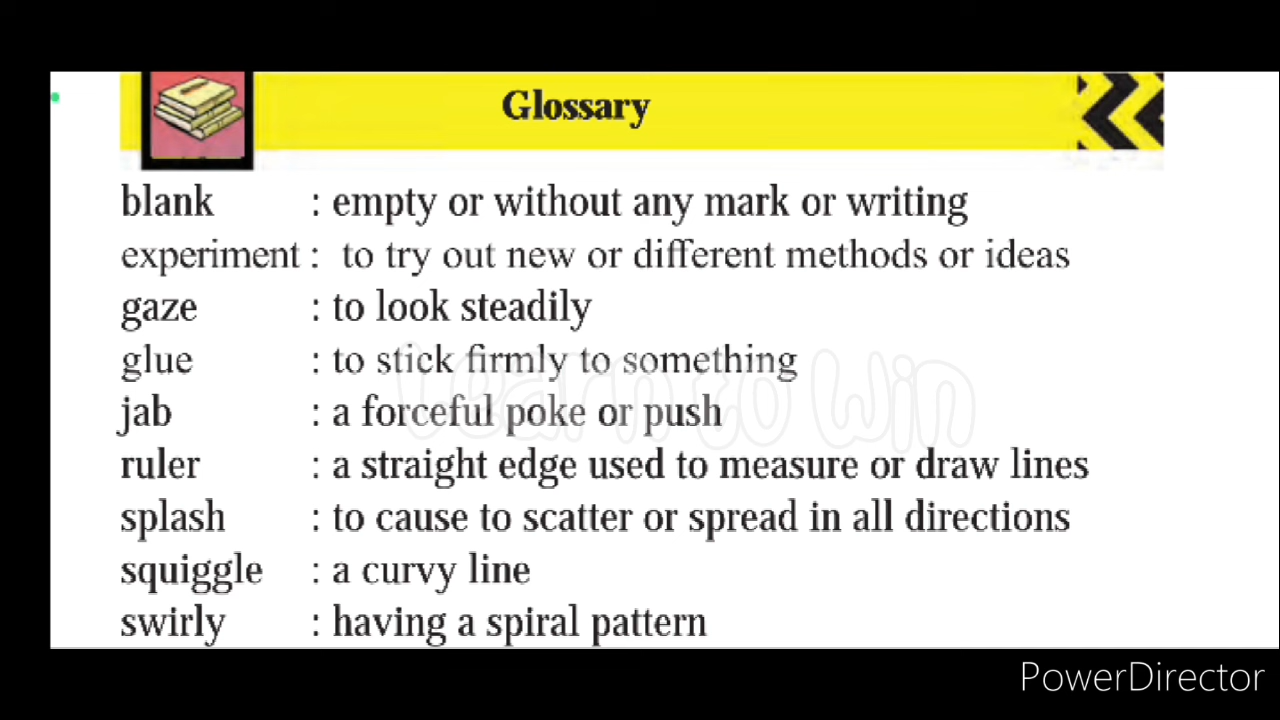 Glossary
blank : empty or without any mark or writing
experiment : to try out new or different methods or ideas
gaze : to look steadily
glue : to stick firmly to something
jab : a forceful poke or push
ruler : a straight edge used to measure or draw lines
splash : to cause to scatter or spread in all directions
squiggle : a curvy line
swirly : having a spiral pattern
Learn to Win
PowerDirector